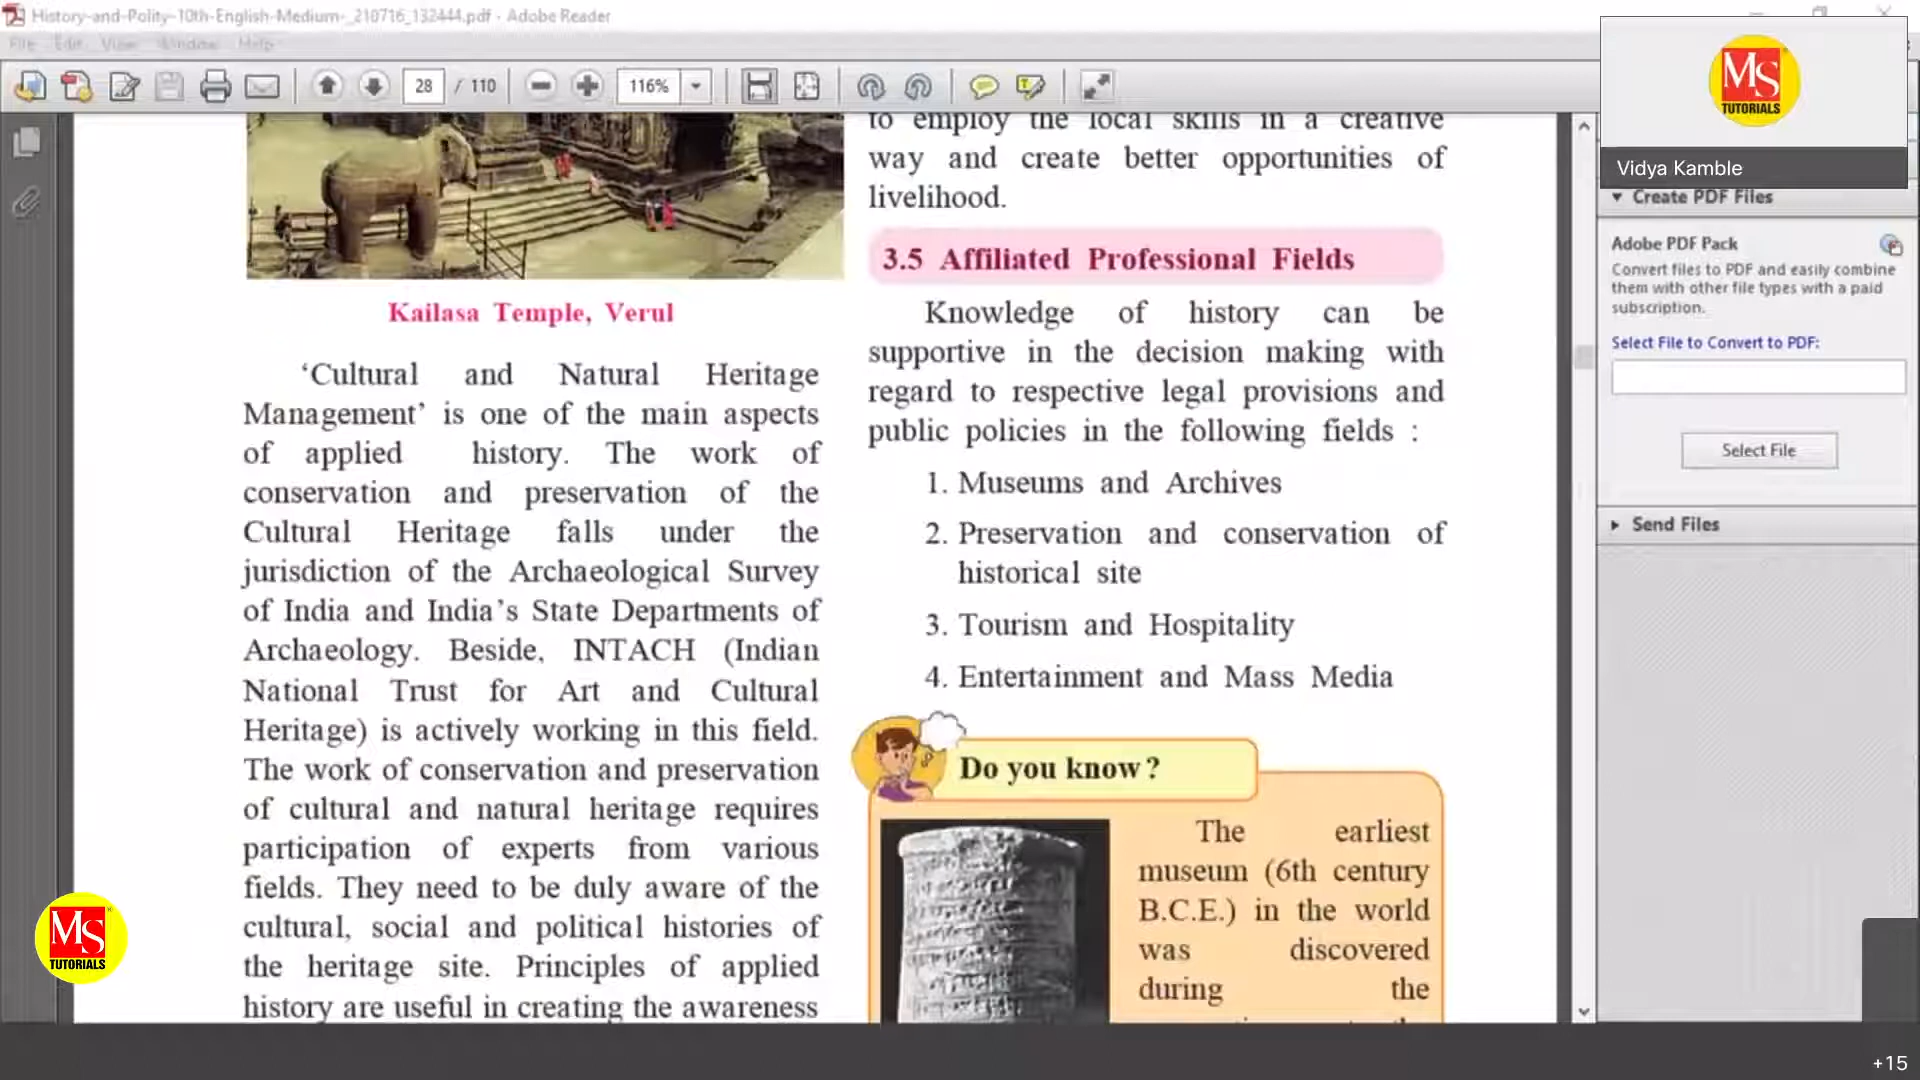 History-and-Polity-10th-English-Medium-_210716_132444.pdf - Adobe Reader
File Edit View Window Help
28 / 110
116%
MS
TUTORIALS
Vidya Kamble
to employ the local skills in a creative
way and create better opportunities of
livelihood.
3.5 Affiliated Professional Fields
Kailasa Temple, Verul
‘Cultural and Natural Heritage
Management’ is one of the main aspects
of applied history. The work of
conservation and preservation of the
Cultural Heritage falls under the
jurisdiction of the Archaeological Survey
of India and India’s State Departments of
Archaeology. Beside, INTACH (Indian
National Trust for Art and Cultural
Heritage) is actively working in this field.
The work of conservation and preservation
of cultural and natural heritage requires
participation of experts from various
fields. They need to be duly aware of the
cultural, social and political histories of
the heritage site. Principles of applied
history are useful in creating the awareness
Knowledge of history can be
supportive in the decision making with
regard to respective legal provisions and
public policies in the following fields :
1. Museums and Archives
2. Preservation and conservation of
historical site
3. Tourism and Hospitality
4. Entertainment and Mass Media
Do you know?
The earliest
museum (6th century
B.C.E.) in the world
was discovered
during the
Create PDF Files
Adobe PDF Pack
Convert files to PDF and easily combine
them with other file types with a paid
subscription.
Select File to Convert to PDF:
Select File
Send Files
MS
TUTORIALS
+15